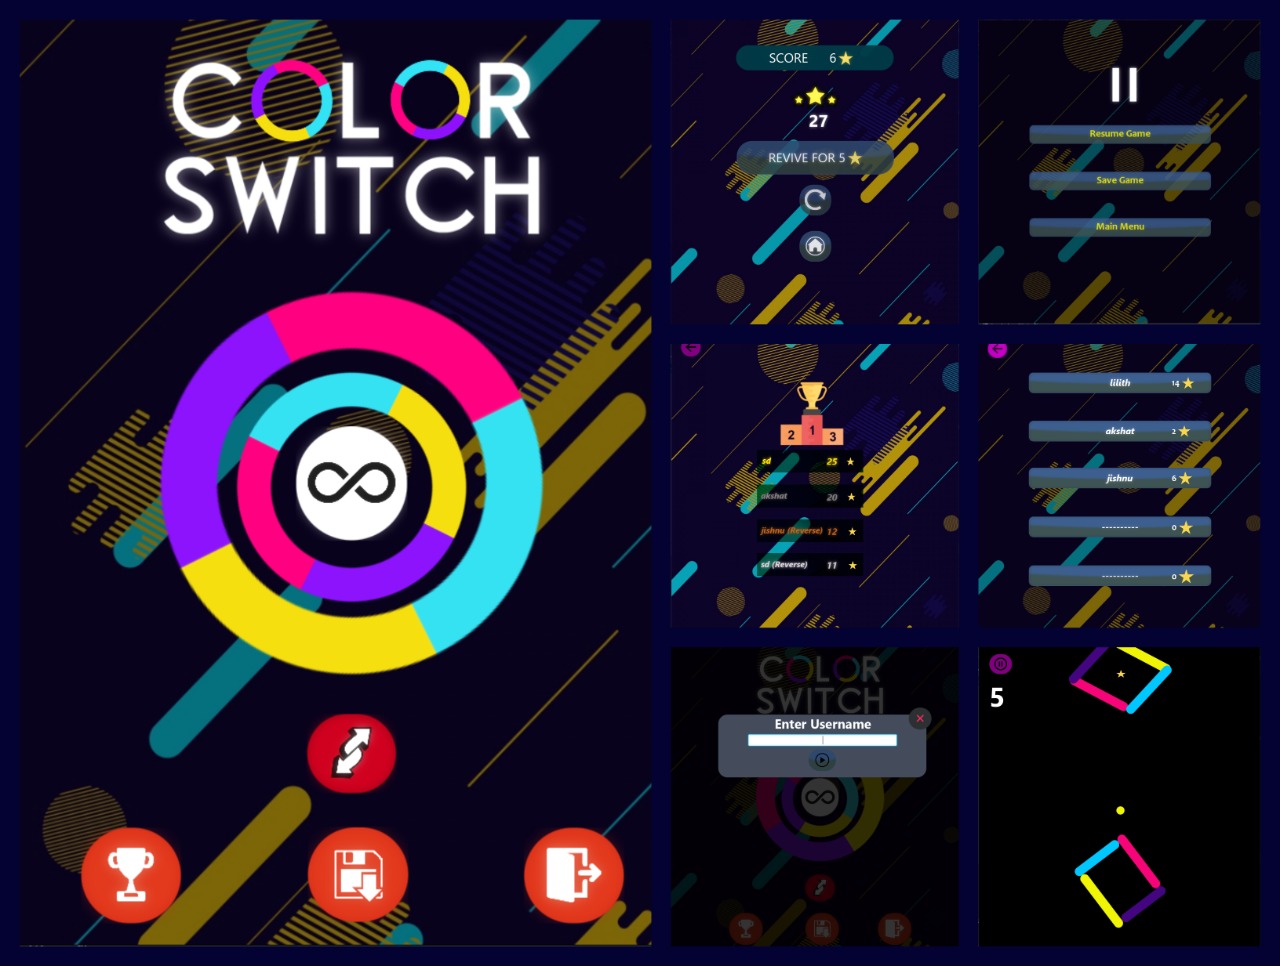 COLOR
SWITCH
SCORE 6
27
REVIVE FOR 5
Resume Game
Save Game
Main Menu
2 1 3
sd 25
akshat 20
jishnu (Reverse) 12
sd (Reverse) 11
lilith 14
akshat 2
jishnu 6
---------- 0
---------- 0
COLOR
SWITCH
Enter Username
5